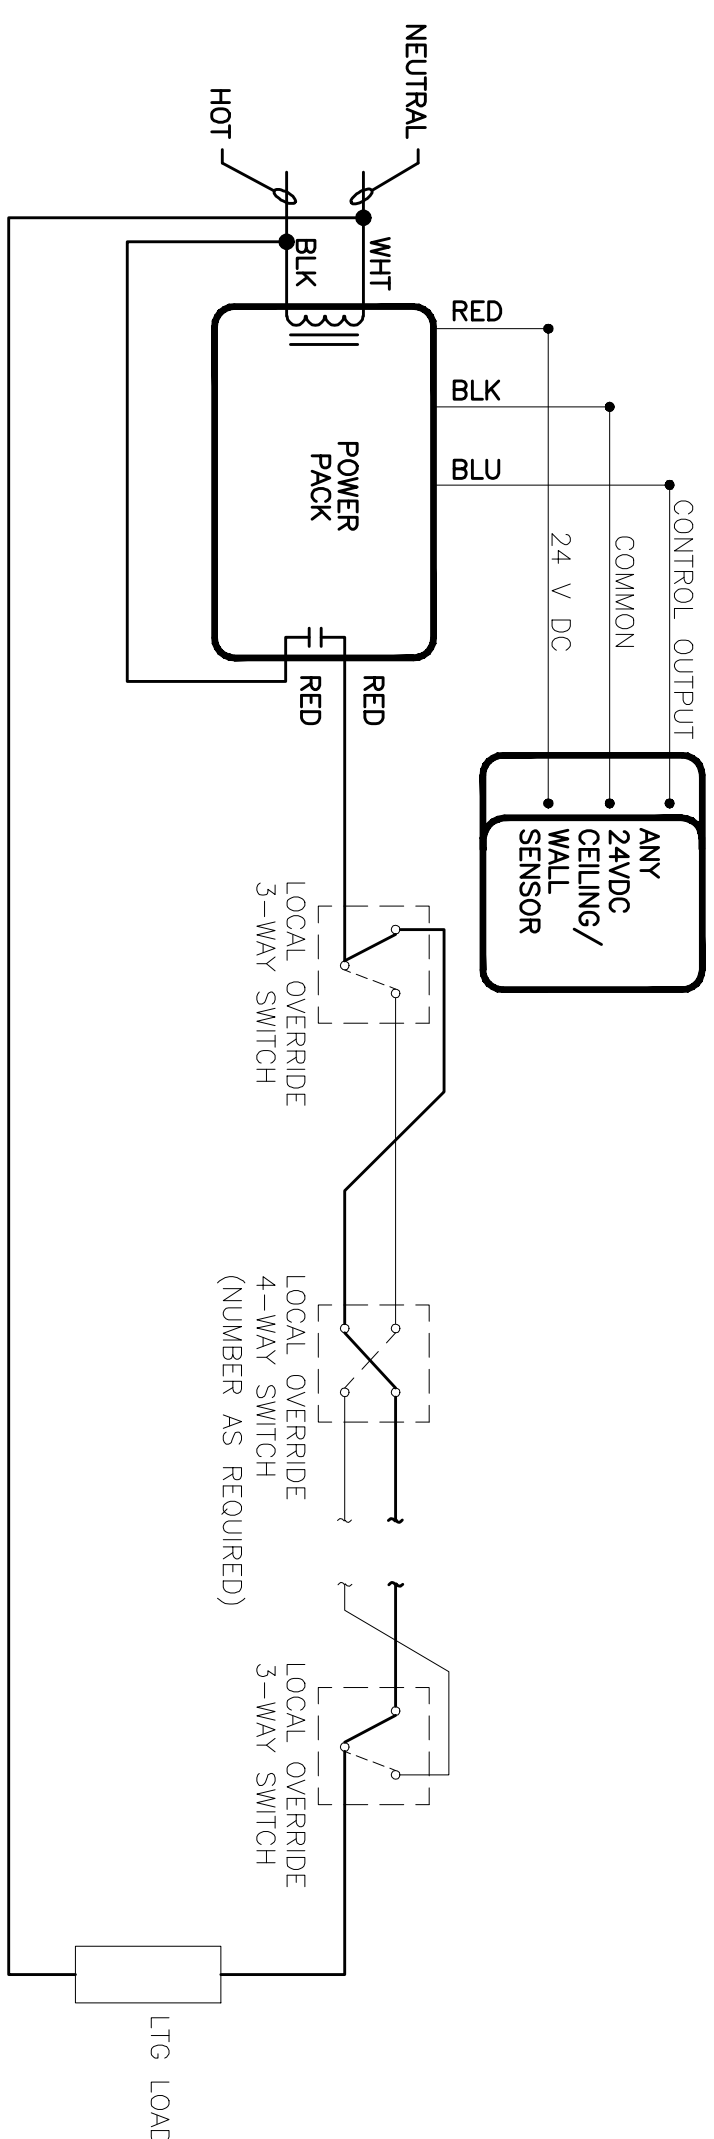 NEUTRAL
HOT
WHT
BLK
RED
BLK
BLU
POWER
PACK
24 V DC
COMMON
CONTROL OUTPUT
RED
RED
ANY
24VDC
CEILING/
WALL
SENSOR
LOCAL OVERRIDE
3-WAY SWITCH
LOCAL OVERRIDE
4-WAY SWITCH
(NUMBER AS REQUIRED)
LOCAL OVERRIDE
3-WAY SWITCH
LTG LOAD